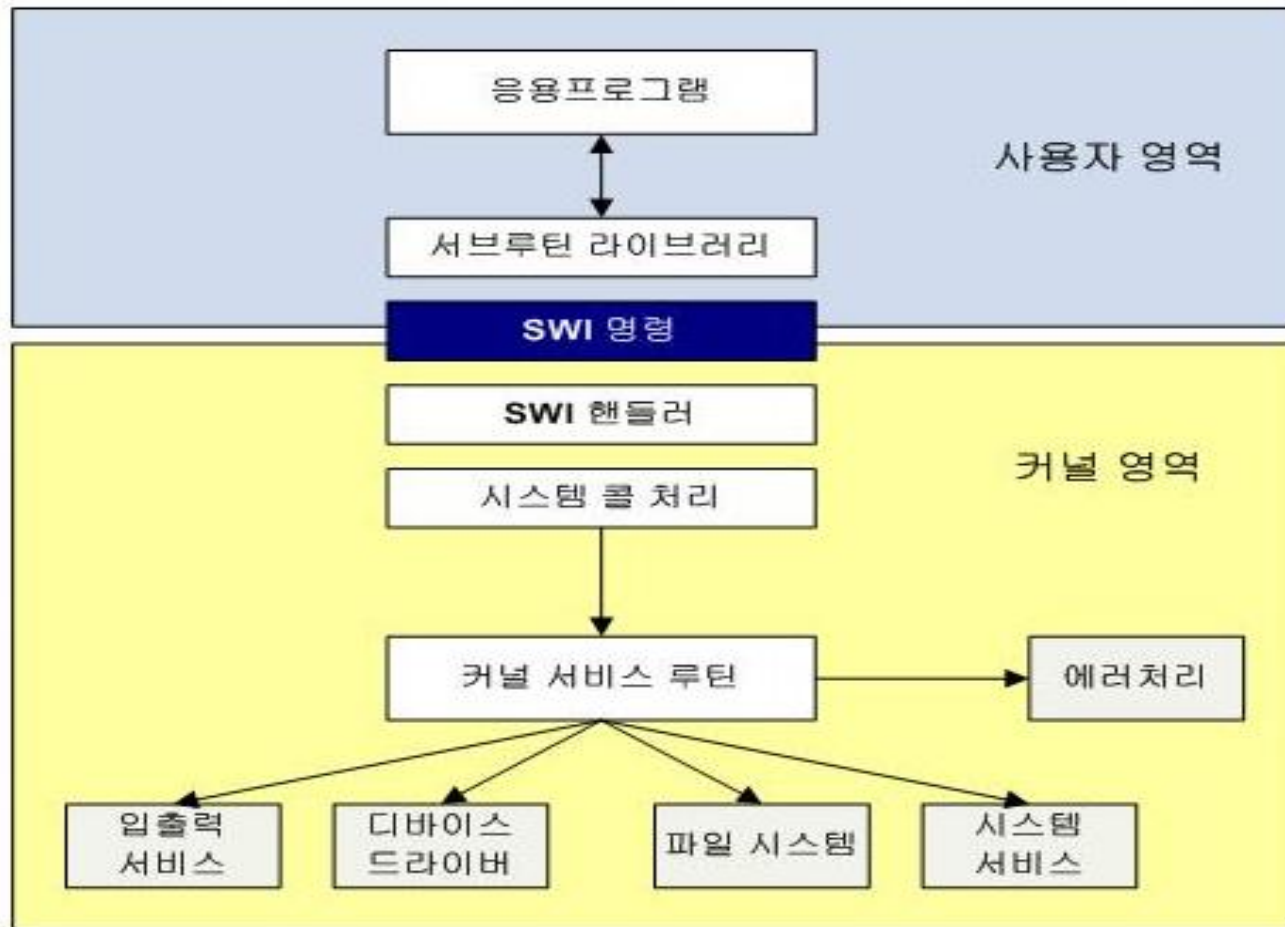 응용프로그램
사용자 영역
서브루틴 라이브러리
SWI 명령
SWI 핸들러
커널 영역
시스템 콜 처리
커널 서비스 루틴
에러처리
입출력
서비스
디바이스
드라이버
파일 시스템
시스템
서비스